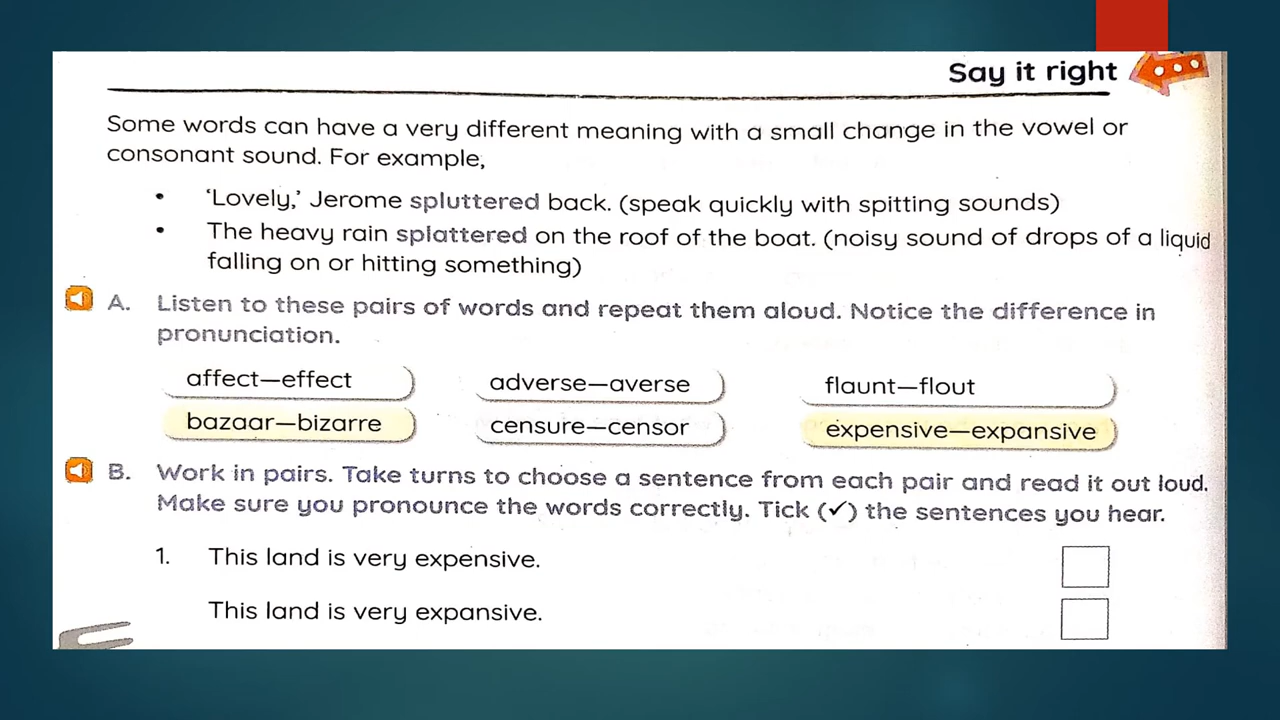 Say it right
Some words can have a very different meaning with a small change in the vowel or
consonant sound. For example,
• 'Lovely,' Jerome spluttered back. (speak quickly with spitting sounds)
• The heavy rain splattered on the roof of the boat. (noisy sound of drops of a liquid
falling on or hitting something)
A. Listen to these pairs of words and repeat them aloud. Notice the difference in
pronunciation.
affect—effect adverse—averse flaunt—flout
bazaar—bizarre censure—censor expensive—expansive
B. Work in pairs. Take turns to choose a sentence from each pair and read it out loud.
Make sure you pronounce the words correctly. Tick (✓) the sentences you hear.
1. This land is very expensive.
This land is very expansive.